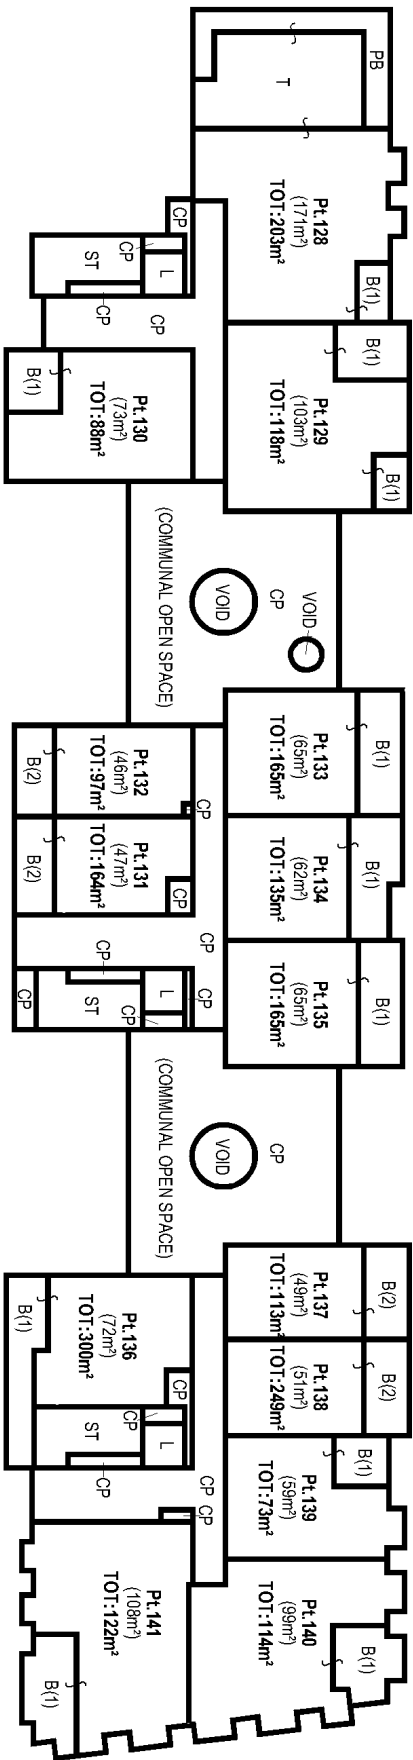 PB
T
Pt.128
(171m²)
TOT:203m²
B(1)
CP
CP
L
ST
CP
CP
B(1)
Pt.129
(103m²)
TOT:118m²
B(1)
Pt.130
(73m²)
TOT:88m²
B(1)
(COMMUNAL OPEN SPACE)
VOID
CP
VOID
B(1)
Pt.133
(65m²)
TOT:165m²
Pt.132
(46m²)
TOT:97m²
B(2)
CP
B(1)
Pt.134
(62m²)
TOT:135m²
Pt.131
(47m²)
TOT:164m²
B(2)
CP
CP
CP
B(1)
Pt.135
(65m²)
TOT:165m²
CP
L
CP
ST
CP
(COMMUNAL OPEN SPACE)
VOID
CP
B(2)
Pt.137
(49m²)
TOT:113m²
Pt.136
(72m²)
TOT:300m²
B(1)
CP
B(2)
Pt.138
(51m²)
TOT:249m²
CP
L
ST
CP
CP
CP
B(1)
Pt.139
(59m²)
TOT:73m²
B(1)
Pt.140
(99m²)
TOT:114m²
Pt.141
(108m²)
TOT:122m²
B(1)